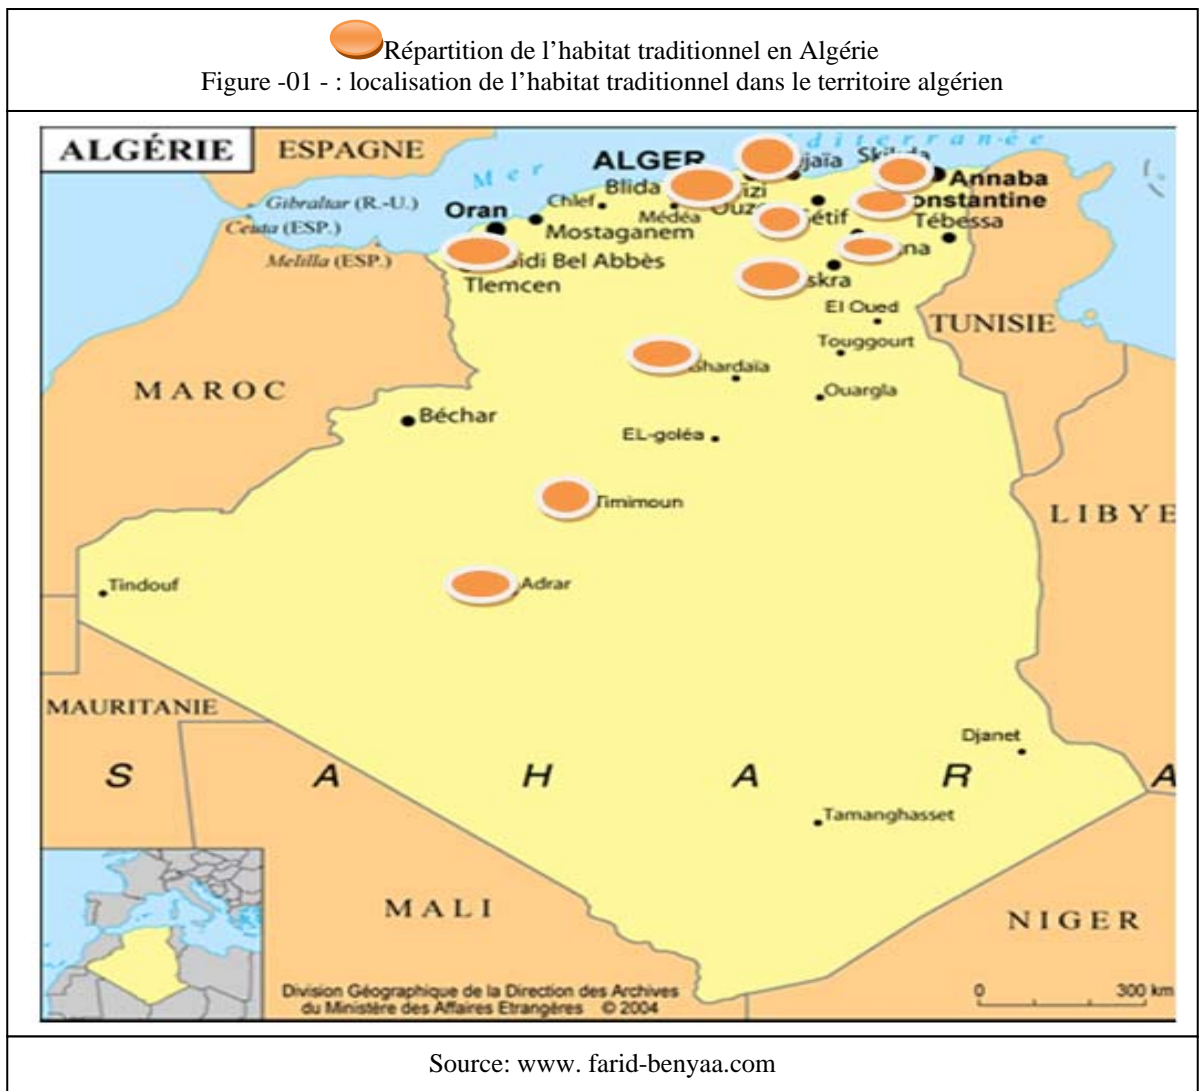 Répartition de l’habitat traditionnel en Algérie
Figure -01 - : localisation de l’habitat traditionnel dans le territoire algérien
ALGÉRIE
ESPAGNE
Mer
Méditerranée
ALGER
Blida
Chlef
Médéa
Annaba
Tébessa
Gibraltar (R.-U.)
Ceuta (ESP.)
Melilla (ESP.)
Oran
Mostaganem
Tlemcen
El Oued
TUNISIE
Touggourt
MAROC
Ouargla
Béchar
EL-goléa
Timimoun
LIBYE
Tindouf
Adrar
MAURITANIE
Djanet
SAHARA
Tamanghasset
MALI
NIGER
Division Géographique de la Direction des Archives
du Ministère des Affaires Etrangères © 2004
0 300 km
Source: www. farid-benyaa.com